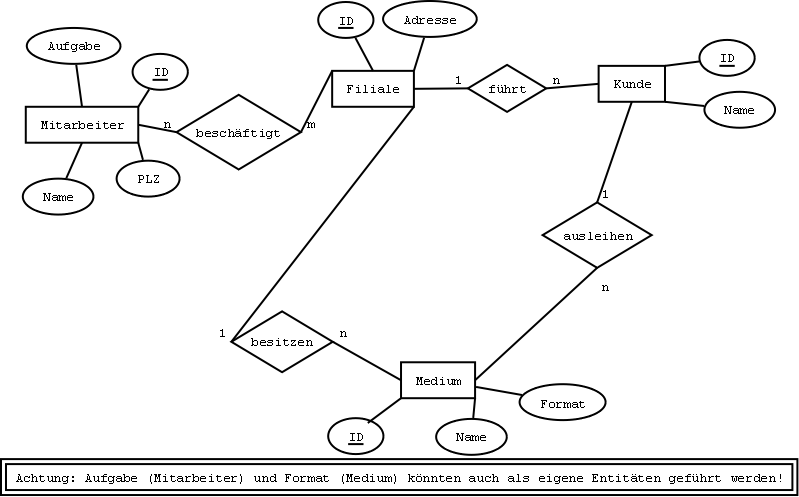 ID
Adresse
Aufgabe
ID
Filiale
1
führt
n
Kunde
ID
Name
Mitarbeiter
n
beschäftigt
m
PLZ
Name
1
ausleihen
n
1
besitzen
n
Medium
Format
ID
Name
Achtung: Aufgabe (Mitarbeiter) und Format (Medium) könnten auch als eigene Entitäten geführt werden!